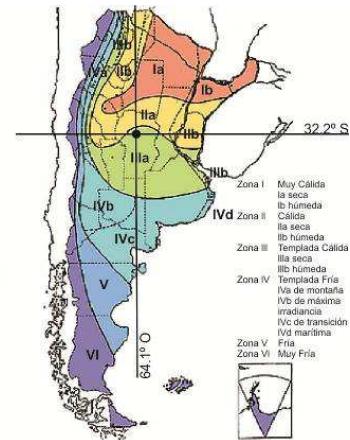 IIIb
IVa
IIb
Ia
Ib
IIa
IIb
32.2º S
IIIa
IIIb
IVb
IVd
IVc
V
64.1º O
VI
Zona I Muy Cálida
Ia seca
Ib húmeda
Zona II Cálida
IIa seca
IIb húmeda
Zona III Templada Cálida
IIIa seca
IIIb húmeda
Zona IV Templada Fría
IVa de montaña
IVb de máxima
irradiancia
IVc de transición
IVd marítima
Zona V Fría
Zona VI Muy Fría